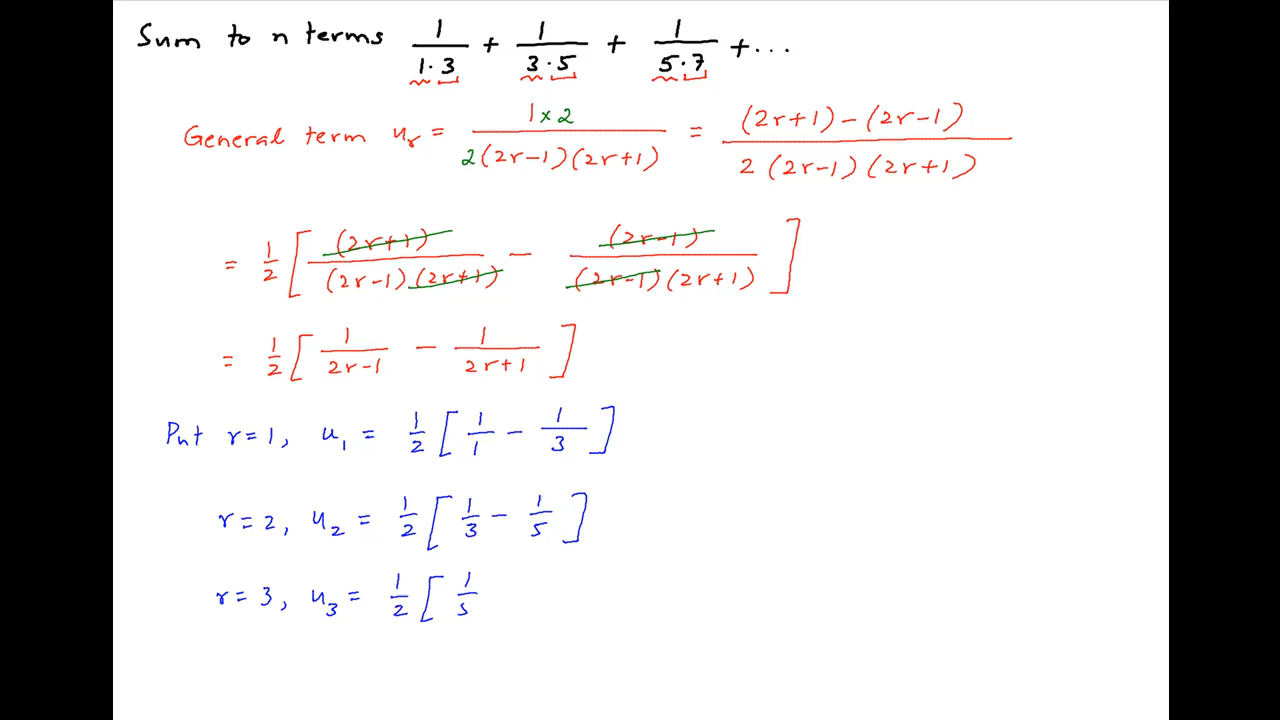 Sum to n terms 1/(1·3) + 1/(3·5) + 1/(5·7) + ...
General term u_r = (1×2)/(2(2r−1)(2r+1)) = ((2r+1)−(2r−1))/(2(2r−1)(2r+1))
= 1/2 [ (2r+1)/((2r−1)(2r+1)) − (2r−1)/((2r−1)(2r+1)) ]
= 1/2 [ 1/(2r−1) − 1/(2r+1) ]
Put r=1, u_1 = 1/2 [ 1/1 − 1/3 ]
r=2, u_2 = 1/2 [ 1/3 − 1/5 ]
r=3, u_3 = 1/2 [ 1/5